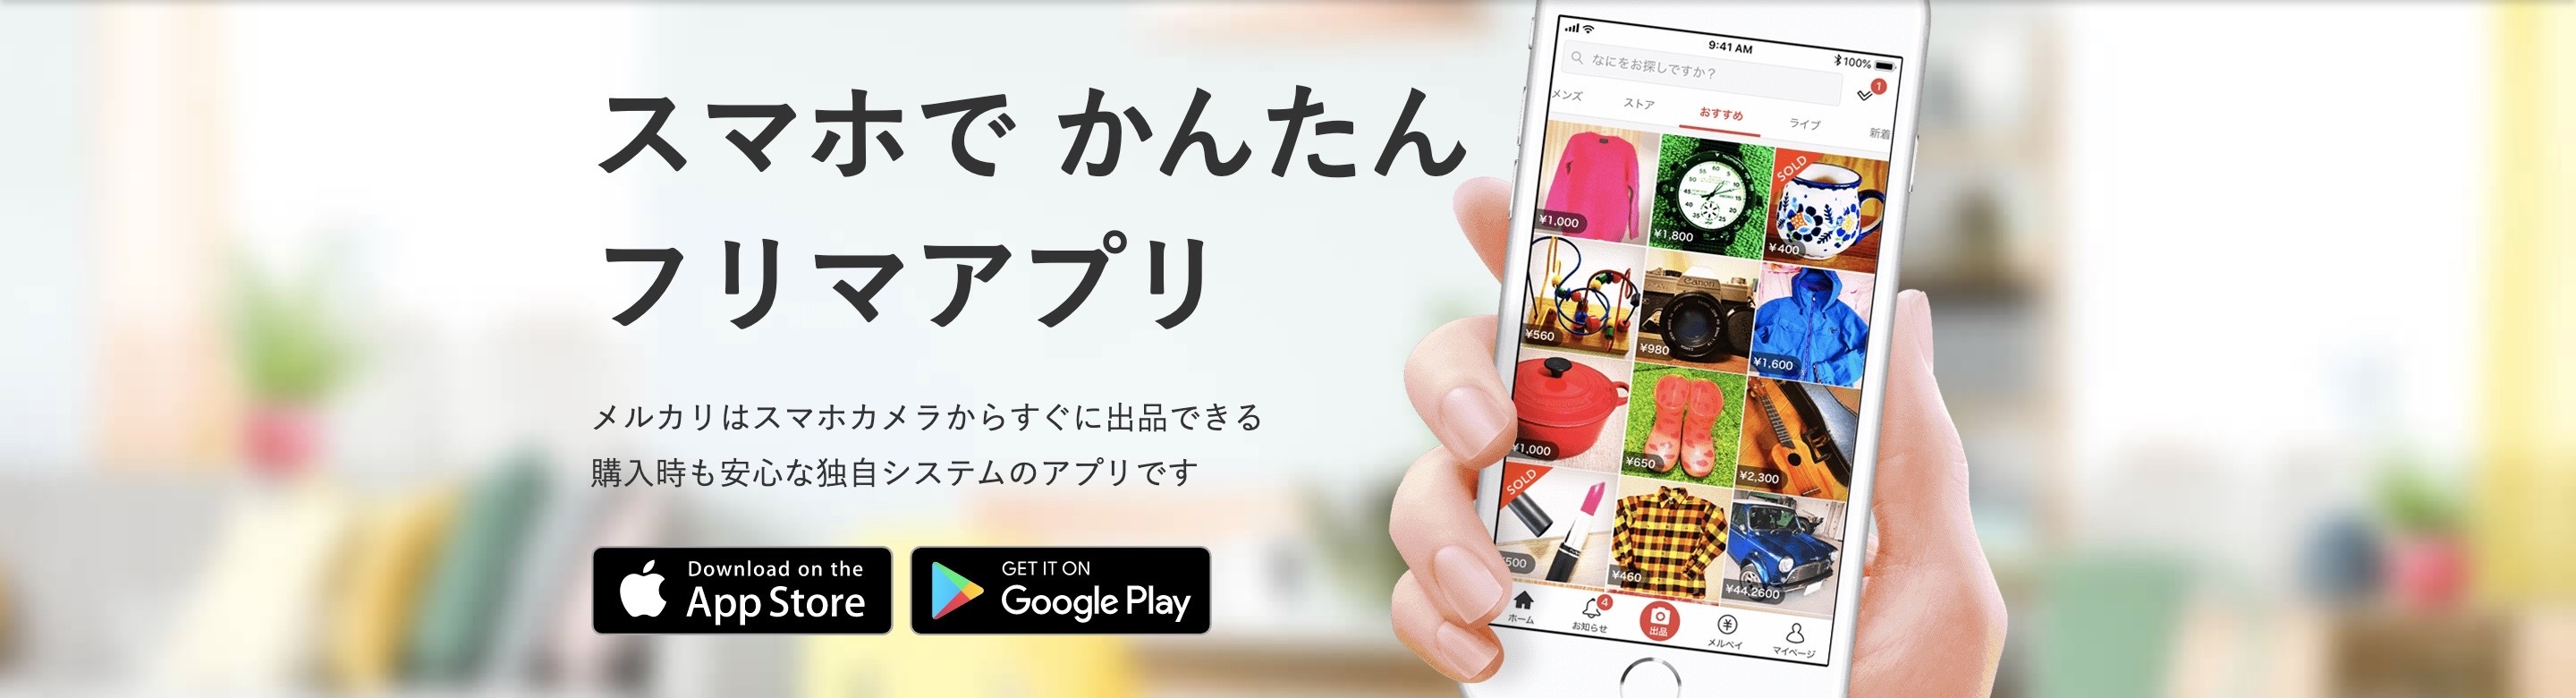 スマホで かんたん
フリマアプリ
メルカリはスマホカメラからすぐに出品できる
購入時も安心な独自システムのアプリです
Download on the
App Store
GET IT ON
Google Play
9:41 AM
100%
なにをお探しですか？
1
メンズ ストア おすすめ ライブ 新着
¥1,000
¥1,800
SOLD
¥400
¥560
Canon
¥980
¥1,600
¥1,000
¥650
¥2,300
SOLD
500
¥460
¥44,2600
4
ホーム お知らせ 出品 メルペイ マイページ